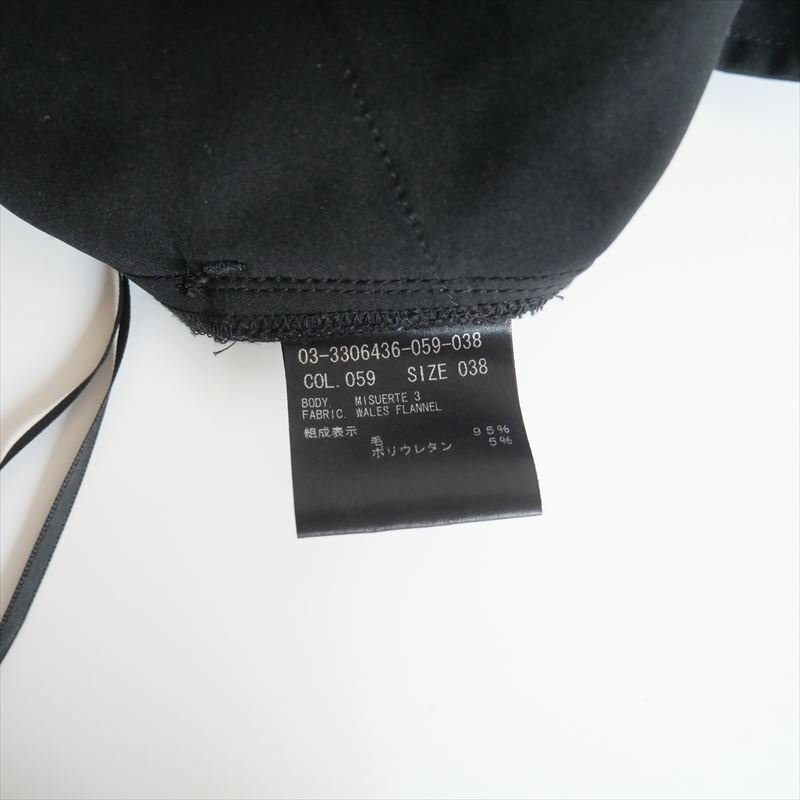 03-3306436-059-038
COL. 059 SIZE 038
BODY. MISUERTE 3
FABRIC. WALES FLANNEL
組成表示
毛 95%
ポリウレタン 5%